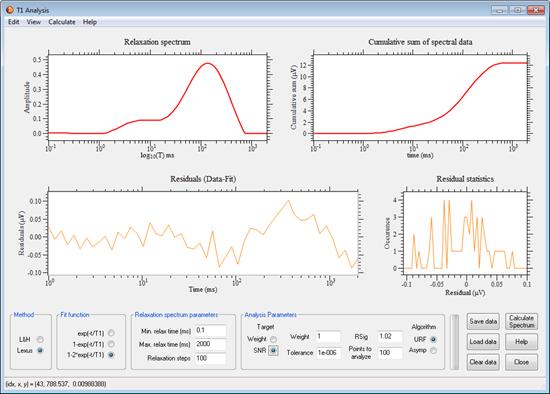 T1 Analysis
Edit View Calculate Help
Relaxation spectrum
Amplitude
0.5
0.4
0.3
0.2
0.1
0.0
10^-1 10^0 10^1 10^2 10^3
log10(T) ms
Cumulative sum of spectral data
Cumulative sum (μV)
12
10
8
6
4
2
0
10^-1 10^0 10^1 10^2 10^3
time (ms)
Residuals (Data-Fit)
Residuals(μV)
0.10
0.05
0.00
-0.05
-0.10
10^0 10^1 10^2 10^3
Time (ms)
Residual statistics
Occurence
4
3
2
1
0
-0.1 -0.0 0.0 0.1 0.1
Residual (μV)
Method
L&H
Lexus
Fit function
exp(-t/T1)
1-exp(-t/T1)
1-2*exp(-t/T1)
Relaxation spectrum parameters
Min. relax time (ms) 0.1
Max. relax time (ms) 2000
Relaxation steps 100
Analysis Parameters
Target
Weight
SNR
Weight 1
Tolerance 1e-006
RSig 1.02
Points to analyze 100
Algorithm
URF
Asymp
Save data
Load data
Clear data
Calculate Spectrum
Help
Close
(idx, x, y) = (43, 788.537, 0.00988388)